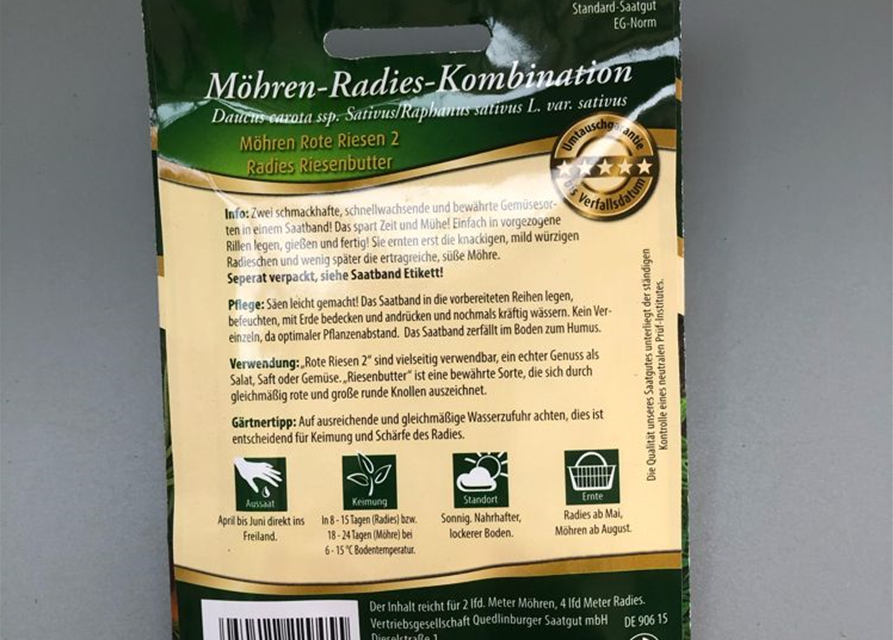 Standard-Saatgut
EG-Norm
Möhren-Radies-Kombination
Daucus carota ssp. Sativus/Raphanus sativus L. var. sativus
Möhren Rote Riesen 2
Radies Riesenbutter
Umtauschgarantie
bis Verfallsdatum
Info: Zwei schmackhafte, schnellwachsende und bewährte Gemüsesor-
ten in einem Saatband! Das spart Zeit und Mühe! Einfach in vorgezogene
Rillen legen, gießen und fertig! Sie ernten erst die knackigen, mild würzigen
Radieschen und wenig später die ertragreiche, süße Möhre.
Seperat verpackt, siehe Saatband Etikett!
Pflege: Säen leicht gemacht! Das Saatband in die vorbereiteten Reihen legen,
befeuchten, mit Erde bedecken und andrücken und nochmals kräftig wässern. Kein Ver-
einzeln, da optimaler Pflanzenabstand. Das Saatband zerfällt im Boden zum Humus.
Verwendung: „Rote Riesen 2“ sind vielseitig verwendbar, ein echter Genuss als
Salat, Saft oder Gemüse. „Riesenbutter“ ist eine bewährte Sorte, die sich durch
gleichmäßig rote und große runde Knollen auszeichnet.
Gärtnertipp: Auf ausreichende und gleichmäßige Wasserzufuhr achten, dies ist
entscheidend für Keimung und Schärfe des Radies.
Die Qualität unseres Saatgutes unterliegt der ständigen
Kontrolle eines neutralen Prüf-Institutes.
Aussaat
April bis Juni direkt ins
Freiland.
Keimung
In 8 - 15 Tagen (Radies) bzw.
18 - 24 Tagen (Möhre) bei
6 - 15 °C Bodentemperatur.
Standort
Sonnig. Nahrhafter,
lockerer Boden.
Ernte
Radies ab Mai,
Möhren ab August.
Der Inhalt reicht für 2 lfd. Meter Möhren, 4 lfd Meter Radies.
Vertriebsgesellschaft Quedlinburger Saatgut mbH DE 906 15
Dieselstraße 1